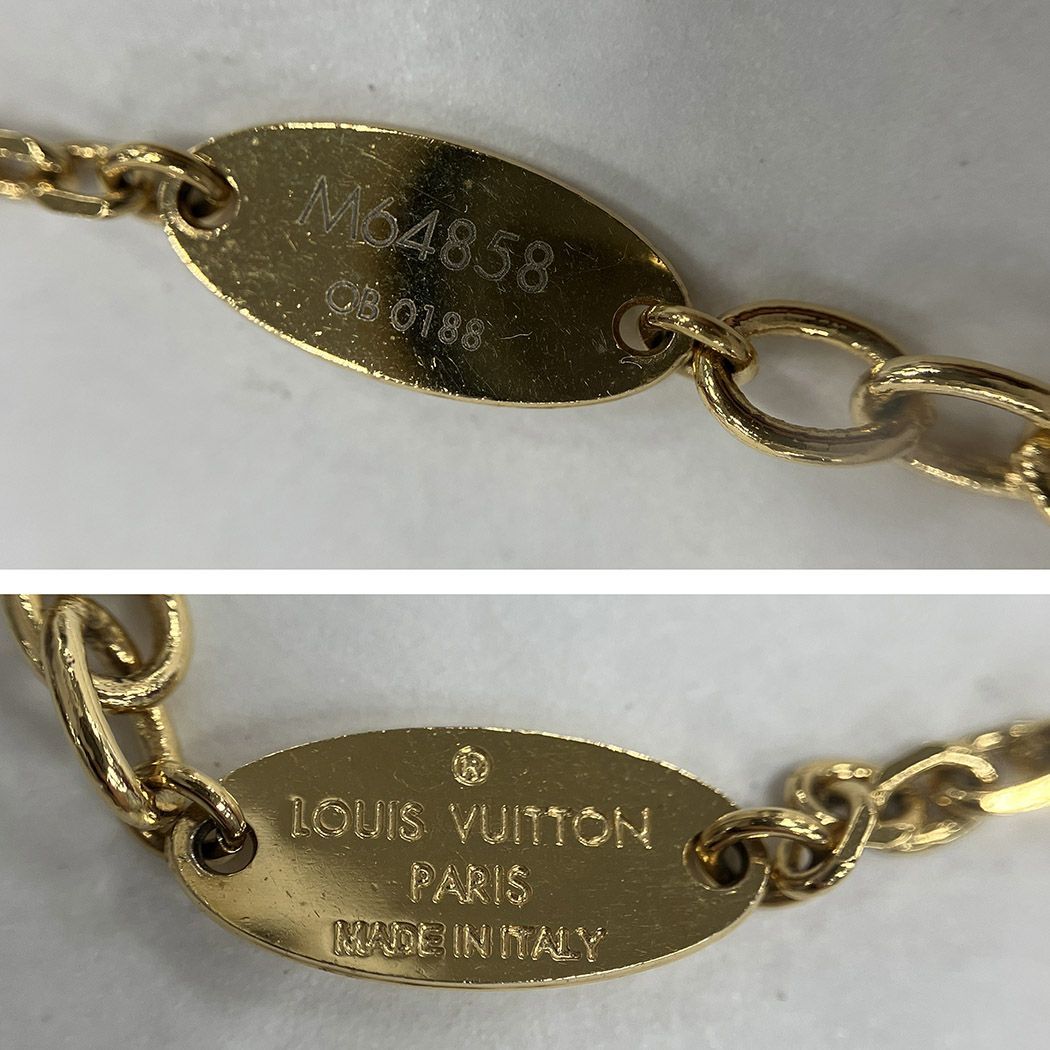 M64858
OB 0188
®
LOUIS VUITTON
PARIS
MADE IN ITALY